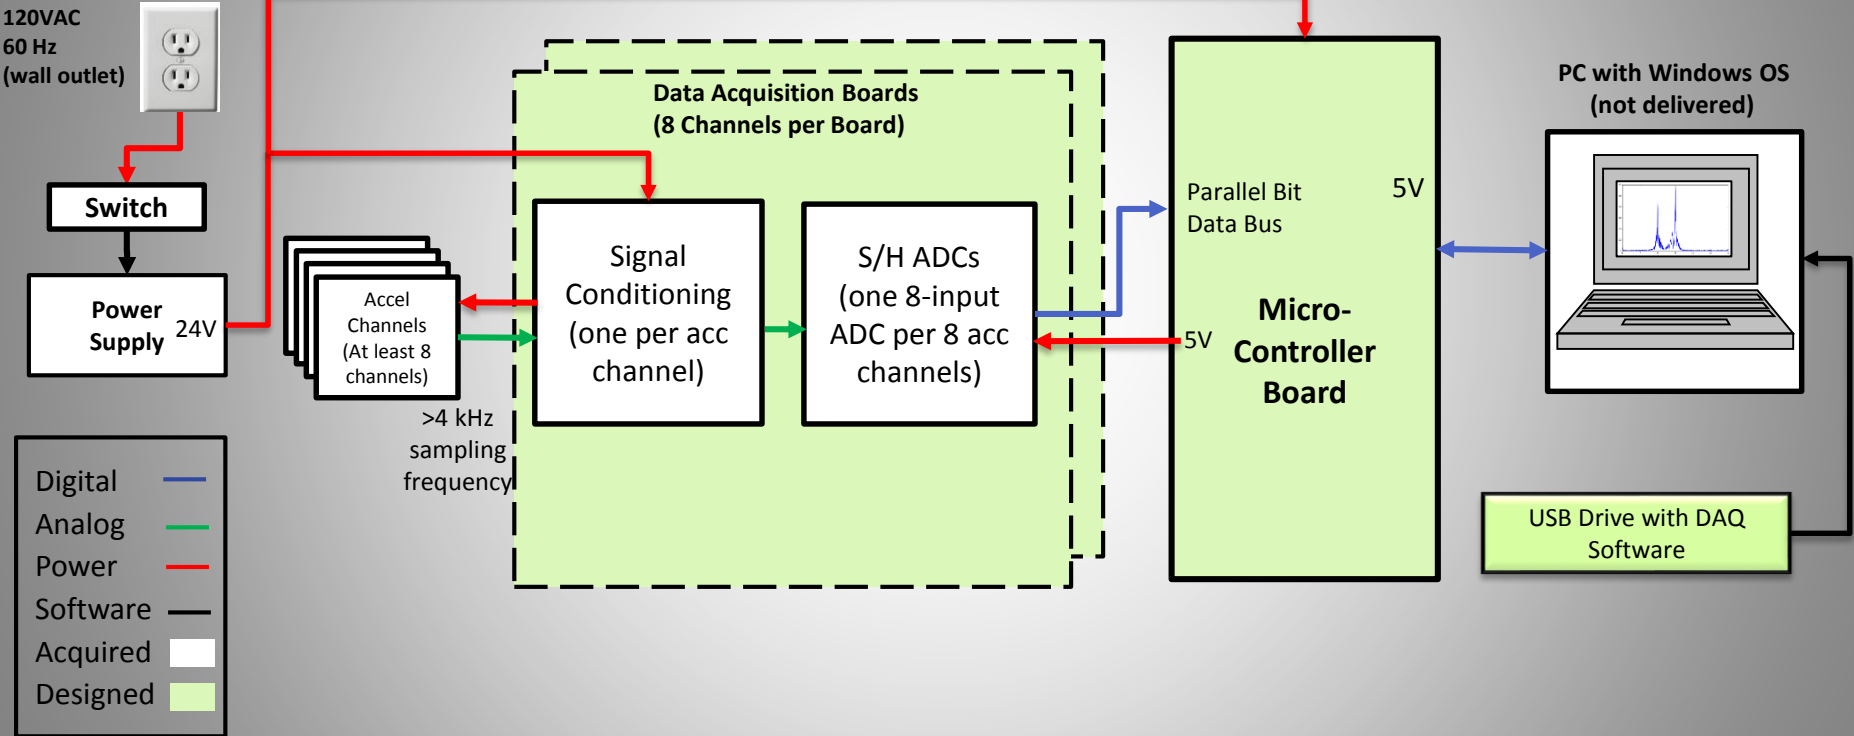 120VAC
60 Hz
(wall outlet)
Switch
Power
Supply
24V
Accel
Channels
(At least 8
channels)
>4 kHz
sampling
frequency
Data Acquisition Boards
(8 Channels per Board)
Signal
Conditioning
(one per acc
channel)
S/H ADCs
(one 8-input
ADC per 8 acc
channels)
Parallel Bit
Data Bus
5V
5V
Micro-
Controller
Board
PC with Windows OS
(not delivered)
USB Drive with DAQ
Software
Digital
Analog
Power
Software
Acquired
Designed